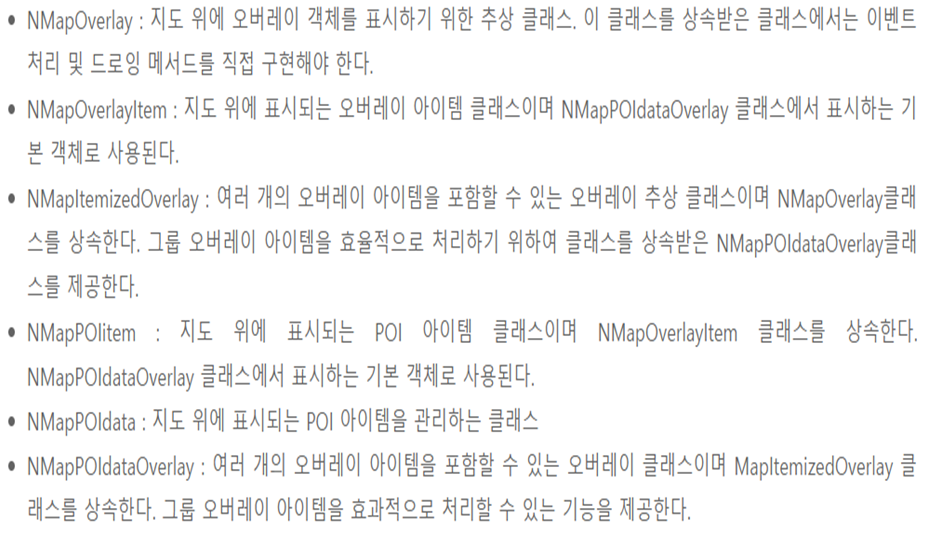 • NMapOverlay : 지도 위에 오버레이 객체를 표시하기 위한 추상 클래스. 이 클래스를 상속받은 클래스에서는 이벤트
처리 및 드로잉 메서드를 직접 구현해야 한다.
• NMapOverlayItem : 지도 위에 표시되는 오버레이 아이템 클래스이며 NMapPOIdataOverlay 클래스에서 표시하는 기
본 객체로 사용된다.
• NMapItemizedOverlay : 여러 개의 오버레이 아이템을 포함할 수 있는 오버레이 추상 클래스이며 NMapOverlay클래
스를 상속한다. 그룹 오버레이 아이템을 효율적으로 처리하기 위하여 클래스를 상속받은 NMapPOIdataOverlay클래
스를 제공한다.
• NMapPOIitem : 지도 위에 표시되는 POI 아이템 클래스이며 NMapOverlayItem 클래스를 상속한다.
NMapPOIdataOverlay 클래스에서 표시하는 기본 객체로 사용된다.
• NMapPOIdata : 지도 위에 표시되는 POI 아이템을 관리하는 클래스
• NMapPOIdataOverlay : 여러 개의 오버레이 아이템을 포함할 수 있는 오버레이 클래스이며 MapItemizedOverlay 클
래스를 상속한다. 그룹 오버레이 아이템을 효과적으로 처리할 수 있는 기능을 제공한다.